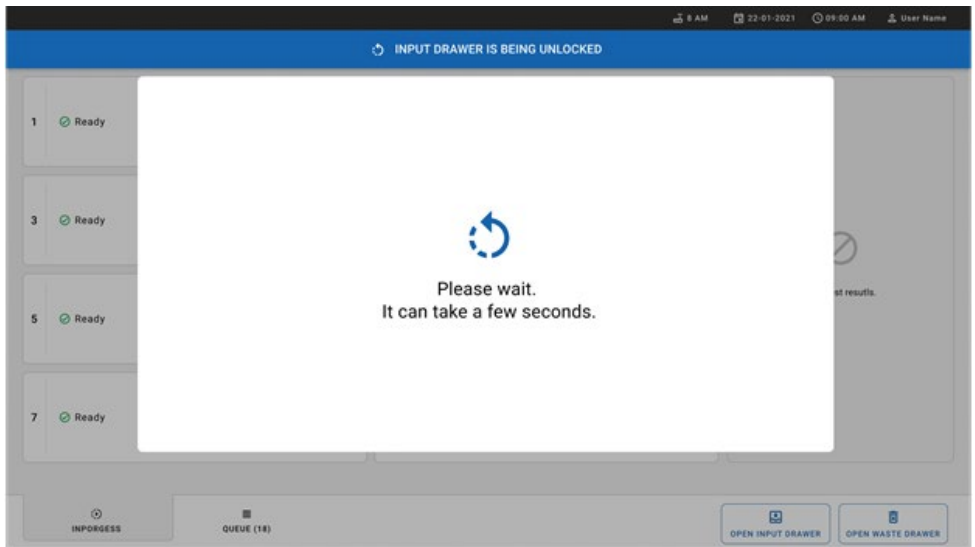 8 AM 22-01-2021 09:00 AM User Name
INPUT DRAWER IS BEING UNLOCKED
1 Ready
3 Ready
5 Ready
7 Ready
Please wait.
It can take a few seconds.
st resutls.
INPORGESS
QUEUE (18)
OPEN INPUT DRAWER
OPEN WASTE DRAWER